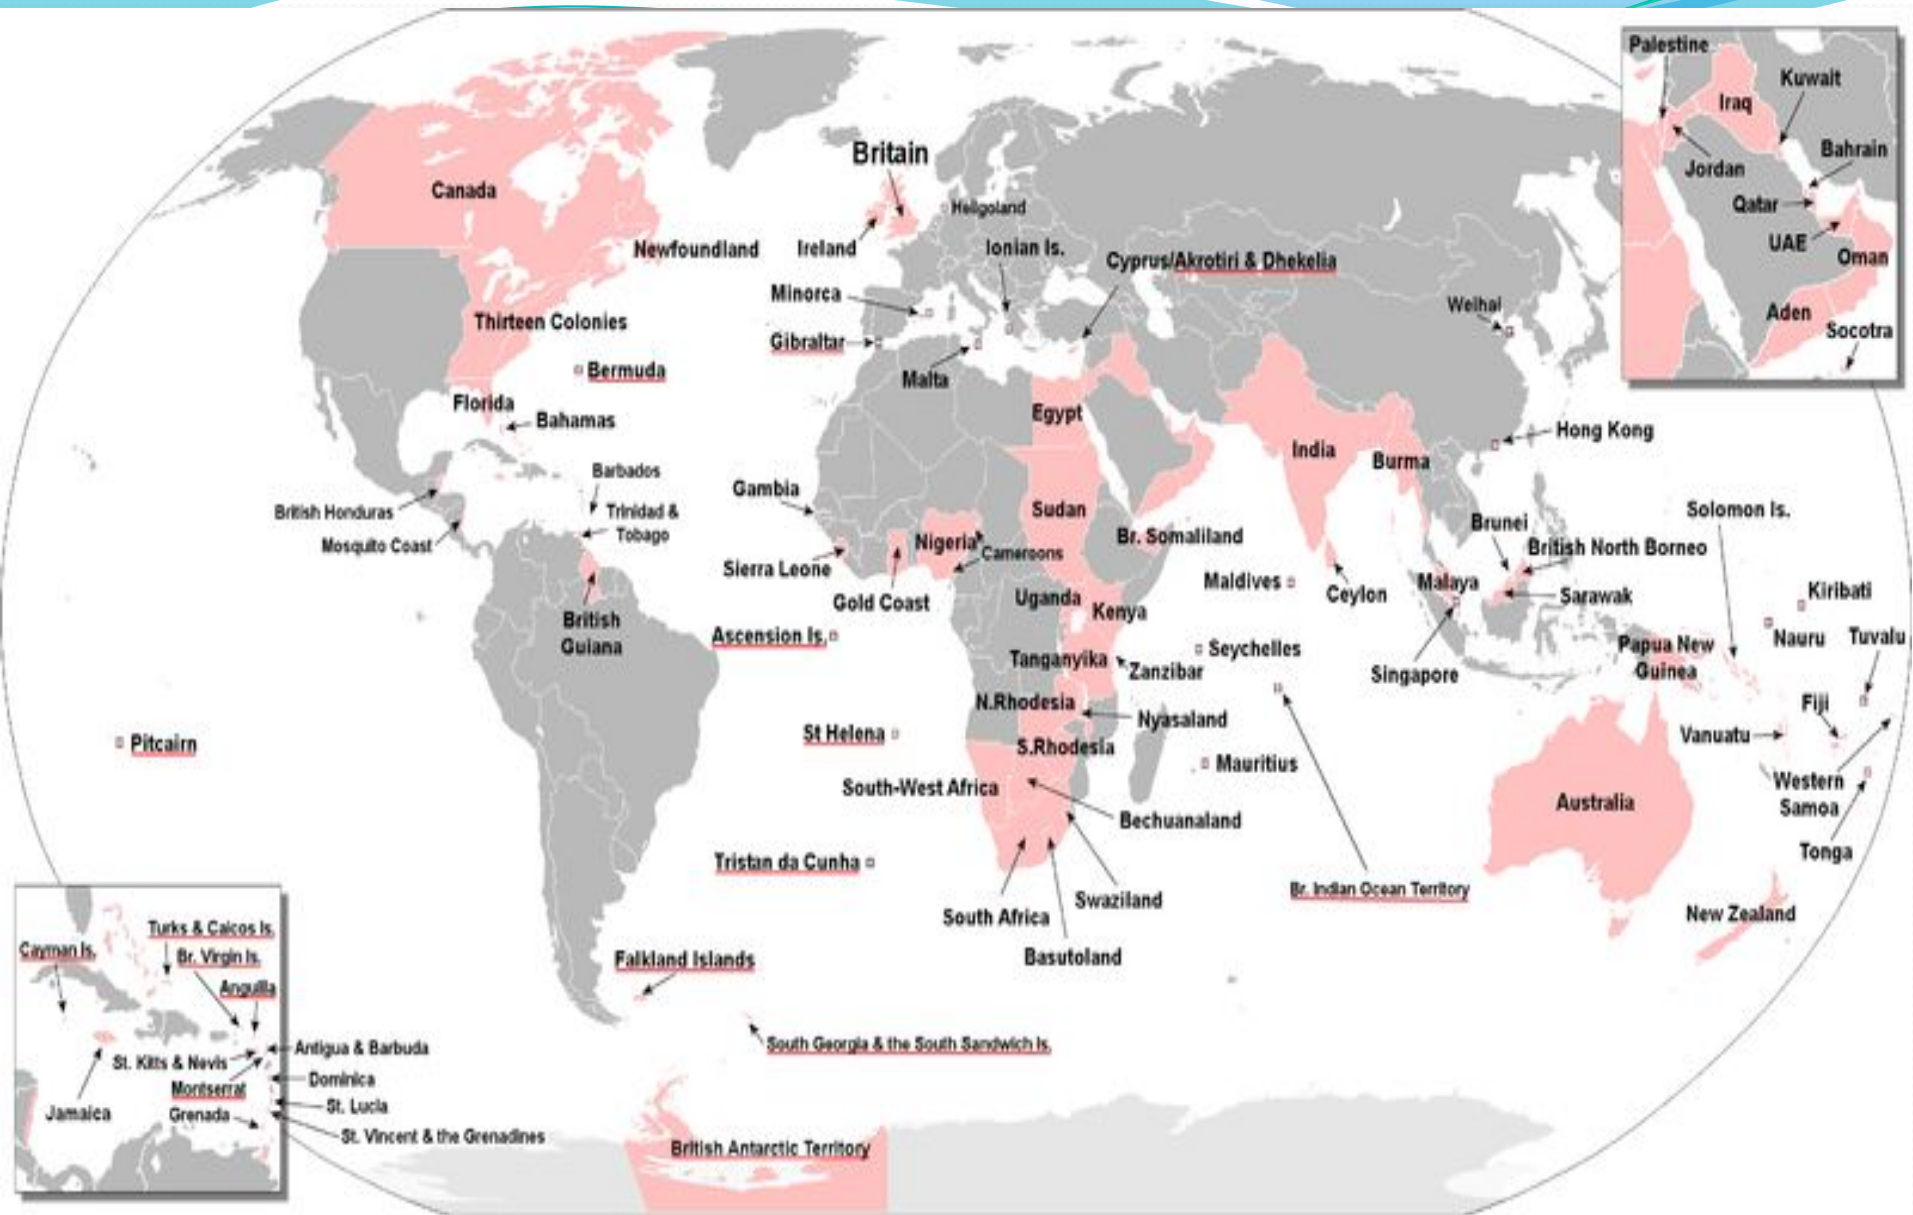 Palestine
Kuwait
Iraq
Bahrain
Jordan
Qatar
UAE
Oman
Aden
Socotra
Britain
Canada
Heligoland
Newfoundland
Ireland
Ionian Is.
Cyprus/Akrotiri & Dhekelia
Minorca
Weihai
Thirteen Colonies
Gibraltar
Bermuda
Malta
Florida
Bahamas
Egypt
Hong Kong
India
Burma
Barbados
Gambia
British Honduras
Trinidad &
Tobago
Sudan
Solomon Is.
Mosquito Coast
Nigeria
Cameroons
Br. Somaliland
Brunei
British North Borneo
Sierra Leone
Gold Coast
Maldives
Ceylon
Malaya
Sarawak
Kiribati
Uganda
Kenya
British
Guiana
Ascension Is.
Nauru
Tuvalu
Seychelles
Papua New
Guinea
Tanganyika
Zanzibar
Singapore
N.Rhodesia
Nyasaland
Fiji
Pitcairn
St Helena
S.Rhodesia
Vanuatu
Mauritius
South-West Africa
Western
Samoa
Bechuanaland
Australia
Tonga
Tristan da Cunha
Br. Indian Ocean Territory
Swaziland
South Africa
New Zealand
Basutoland
Falkland Islands
South Georgia & the South Sandwich Is.
British Antarctic Territory
Turks & Caicos Is.
Cayman Is.
Br. Virgin Is.
Anguilla
Antigua & Barbuda
St. Kitts & Nevis
Montserrat
Dominica
Jamaica
St. Lucia
Grenada
St. Vincent & the Grenadines